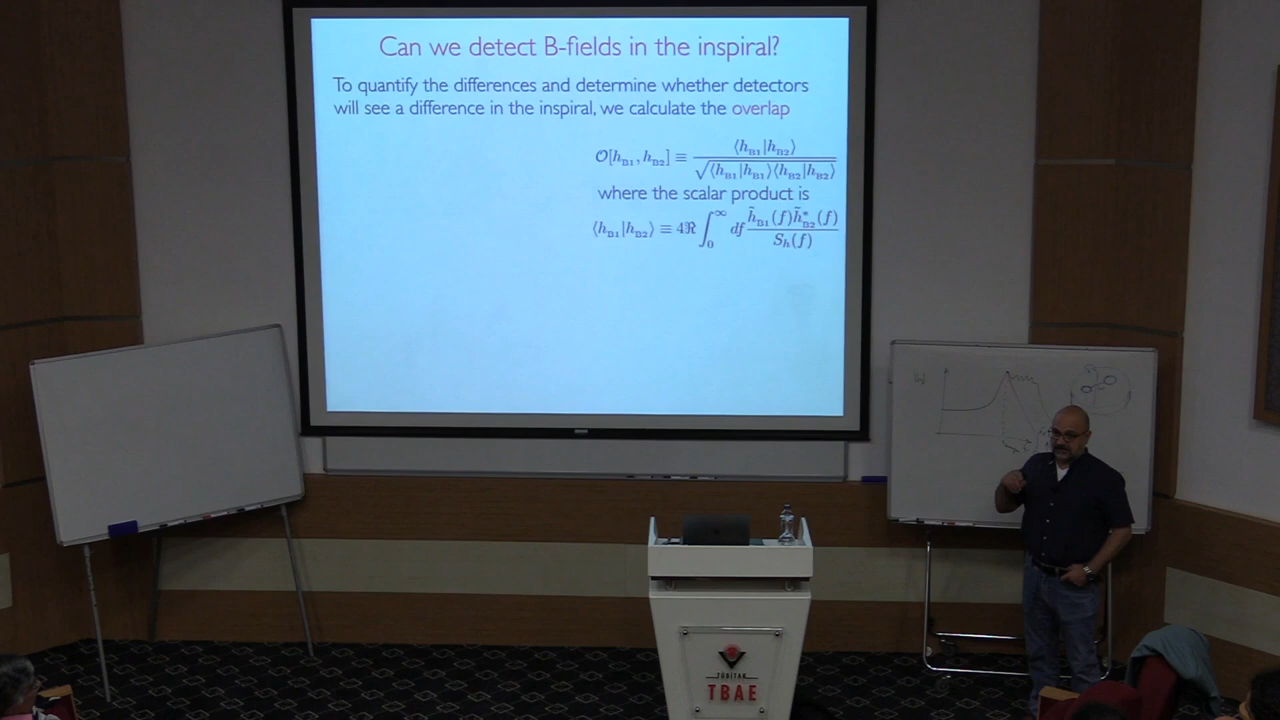 Can we detect B-fields in the inspiral?
To quantify the differences and determine whether detectors
will see a difference in the inspiral, we calculate the overlap
𝒪[h_B1, h_B2] ≡ ⟨h_B1|h_B2⟩ / √(⟨h_B1|h_B1⟩⟨h_B2|h_B2⟩)
where the scalar product is
⟨h_B1|h_B2⟩ ≡ 4ℜ ∫_0^∞ df h̃_B1(f) h̃*_B2(f) / S_h(f)
TÜBİTAK
TBAE